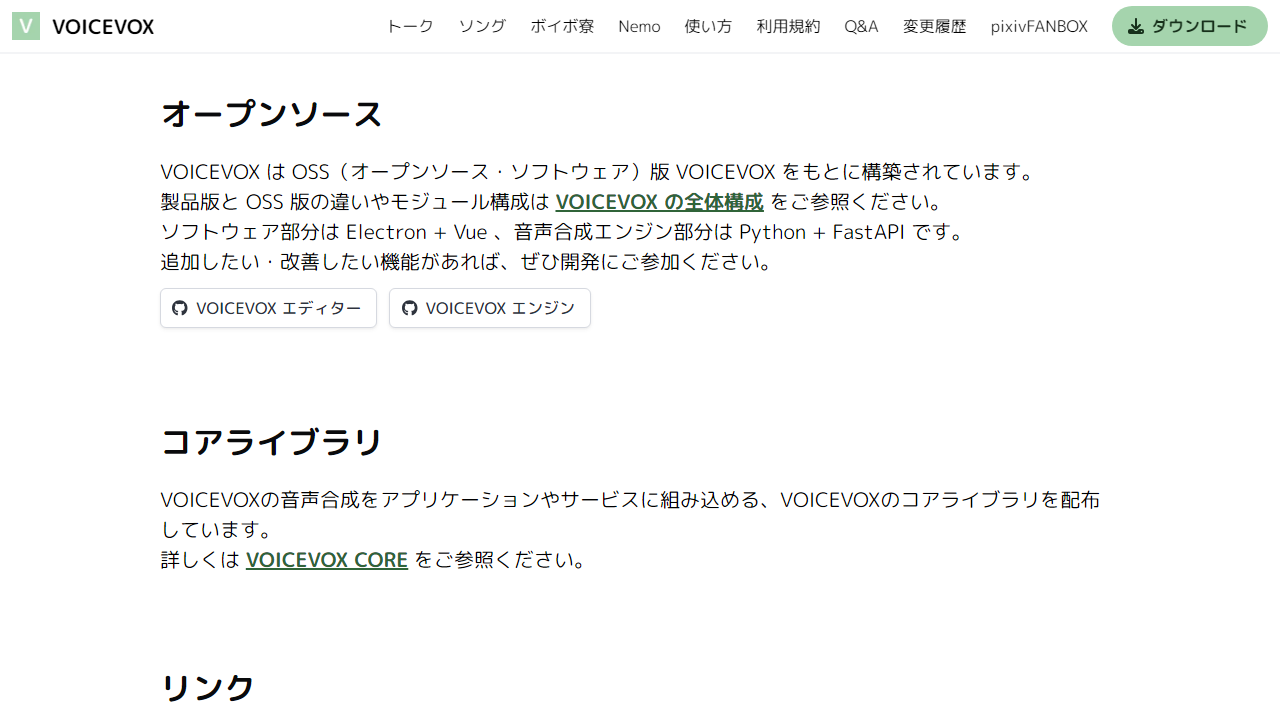 V VOICEVOX トーク ソング ボイボ寮 Nemo 使い方 利用規約 Q&A 変更履歴 pixivFANBOX ダウンロード
オープンソース
VOICEVOX は OSS（オープンソース・ソフトウェア）版 VOICEVOX をもとに構築されています。
製品版と OSS 版の違いやモジュール構成は VOICEVOX の全体構成 をご参照ください。
ソフトウェア部分は Electron + Vue 、音声合成エンジン部分は Python + FastAPI です。
追加したい・改善したい機能があれば、ぜひ開発にご参加ください。
VOICEVOX エディター VOICEVOX エンジン
コアライブラリ
VOICEVOXの音声合成をアプリケーションやサービスに組み込める、VOICEVOXのコアライブラリを配布
しています。
詳しくは VOICEVOX CORE をご参照ください。
リンク